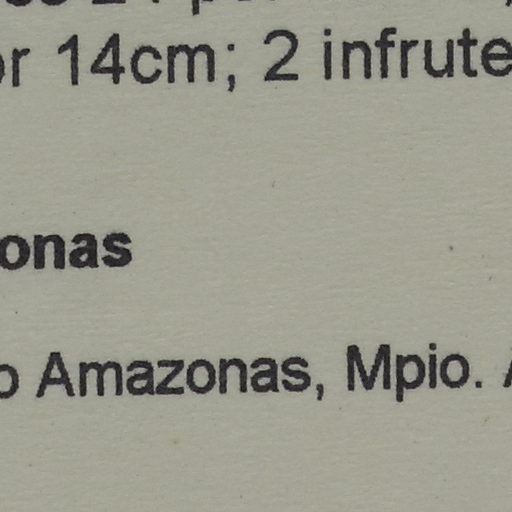 or 14cm; 2 infrute
onas
o Amazonas, Mpio.